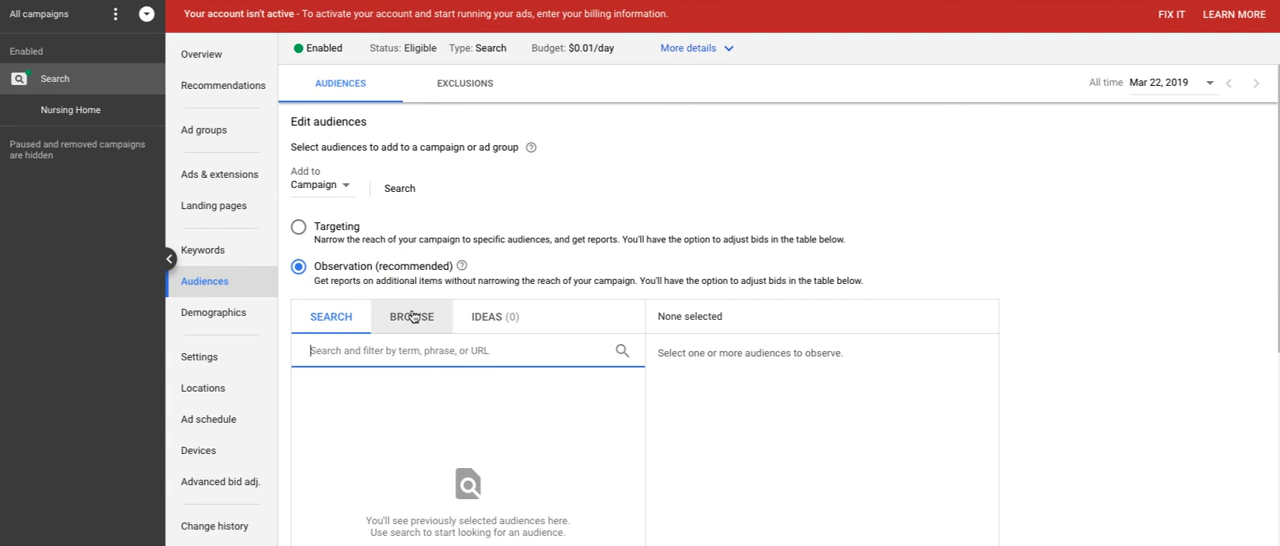 All campaigns
Your account isn't active - To activate your account and start running your ads, enter your billing information.
FIX IT
LEARN MORE
Enabled
Search
Nursing Home
Paused and removed campaigns
are hidden
Overview
Recommendations
Ad groups
Ads & extensions
Landing pages
Keywords
Audiences
Demographics
Settings
Locations
Ad schedule
Devices
Advanced bid adj.
Change history
Enabled
Status: Eligible
Type: Search
Budget: $0.01/day
More details
AUDIENCES
EXCLUSIONS
All time Mar 22, 2019
Edit audiences
Select audiences to add to a campaign or ad group
Add to
Campaign
Search
Targeting
Narrow the reach of your campaign to specific audiences, and get reports. You'll have the option to adjust bids in the table below.
Observation (recommended)
Get reports on additional items without narrowing the reach of your campaign. You'll have the option to adjust bids in the table below.
SEARCH
BROWSE
IDEAS (0)
None selected
Search and filter by term, phrase, or URL
Select one or more audiences to observe.
You'll see previously selected audiences here.
Use search to start looking for an audience.